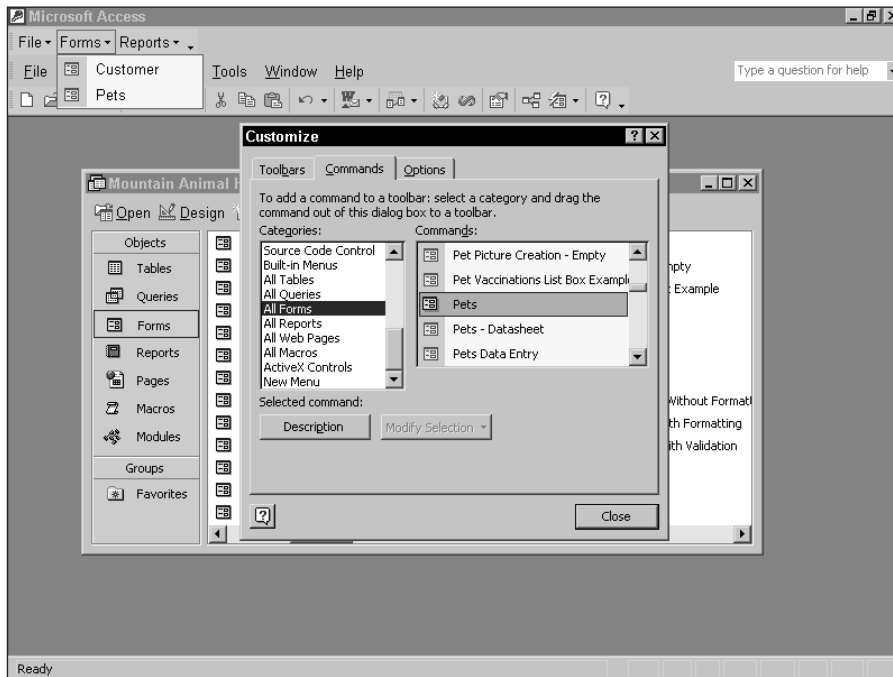 Microsoft Access
File Forms Reports
File Tools Window Help
Type a question for help
Customer
Pets
Customize
Toolbars Commands Options
To add a command to a toolbar: select a category and drag the
command out of this dialog box to a toolbar.
Categories:
Source Code Control
Built-in Menus
All Tables
All Queries
All Forms
All Reports
All Web Pages
All Macros
ActiveX Controls
New Menu
Commands:
Pet Picture Creation - Empty
Pet Vaccinations List Box Exampl
Pets
Pets - Datasheet
Pets Data Entry
Selected command:
Description Modify Selection
Close
Mountain Animal
Open Design
Objects
Tables
Queries
Forms
Reports
Pages
Macros
Modules
Groups
Favorites
Example
Without Format
Formatting
Validation
Ready